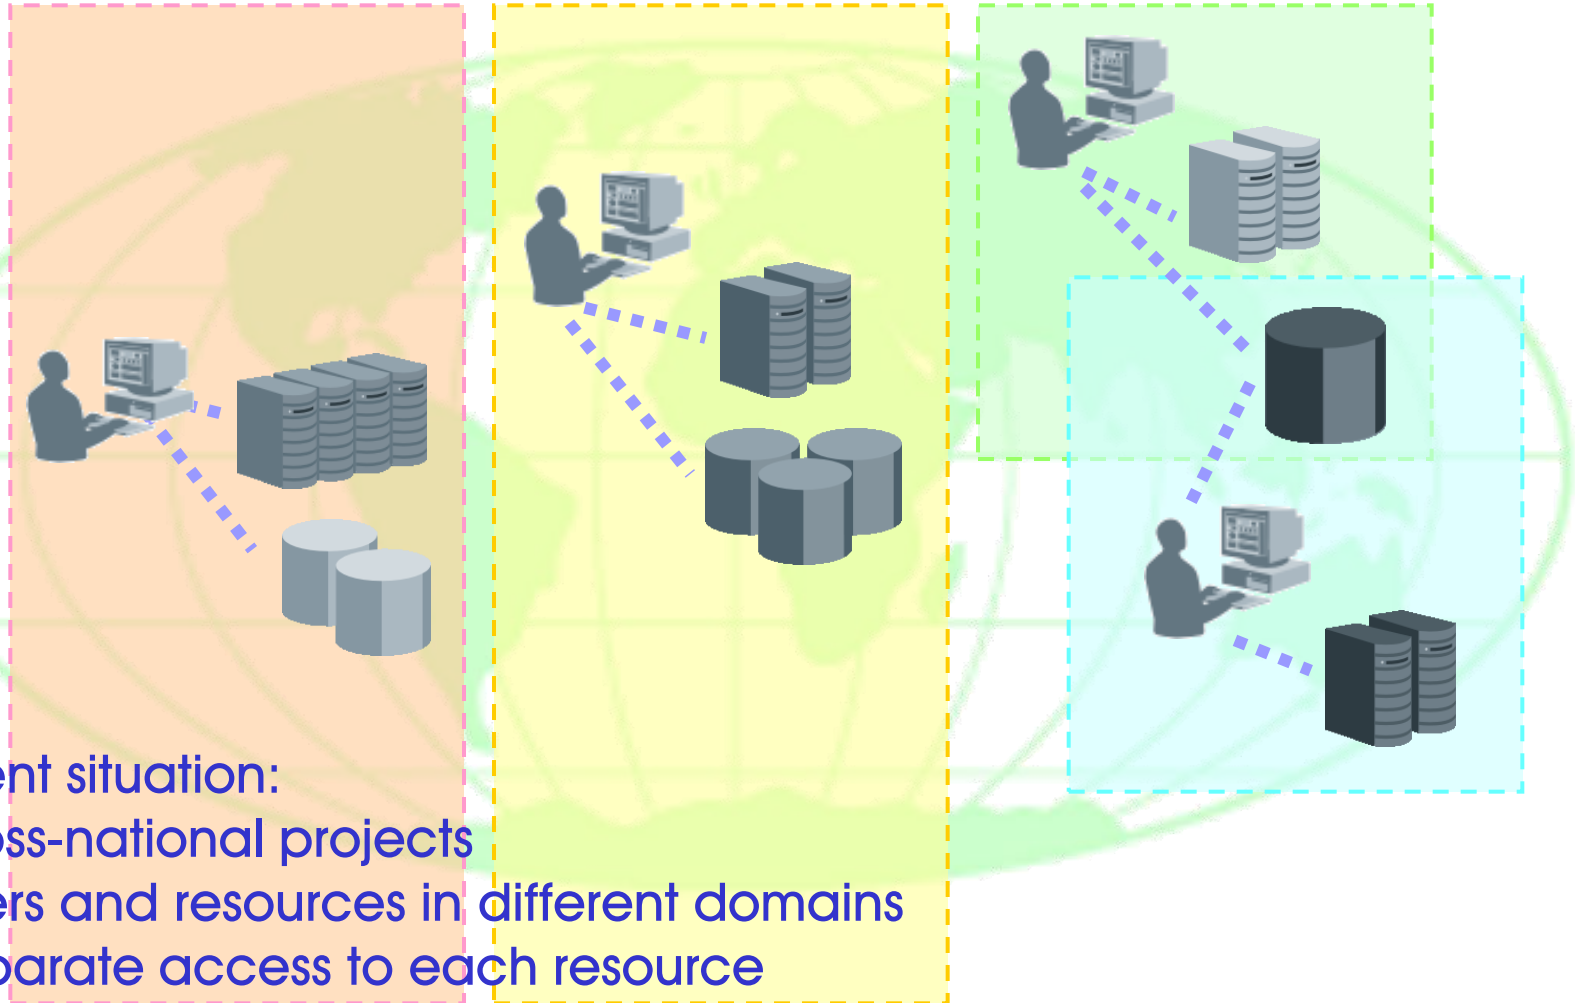 ent situation:
oss-national projects
ers and resources in different domains
parate access to each resource